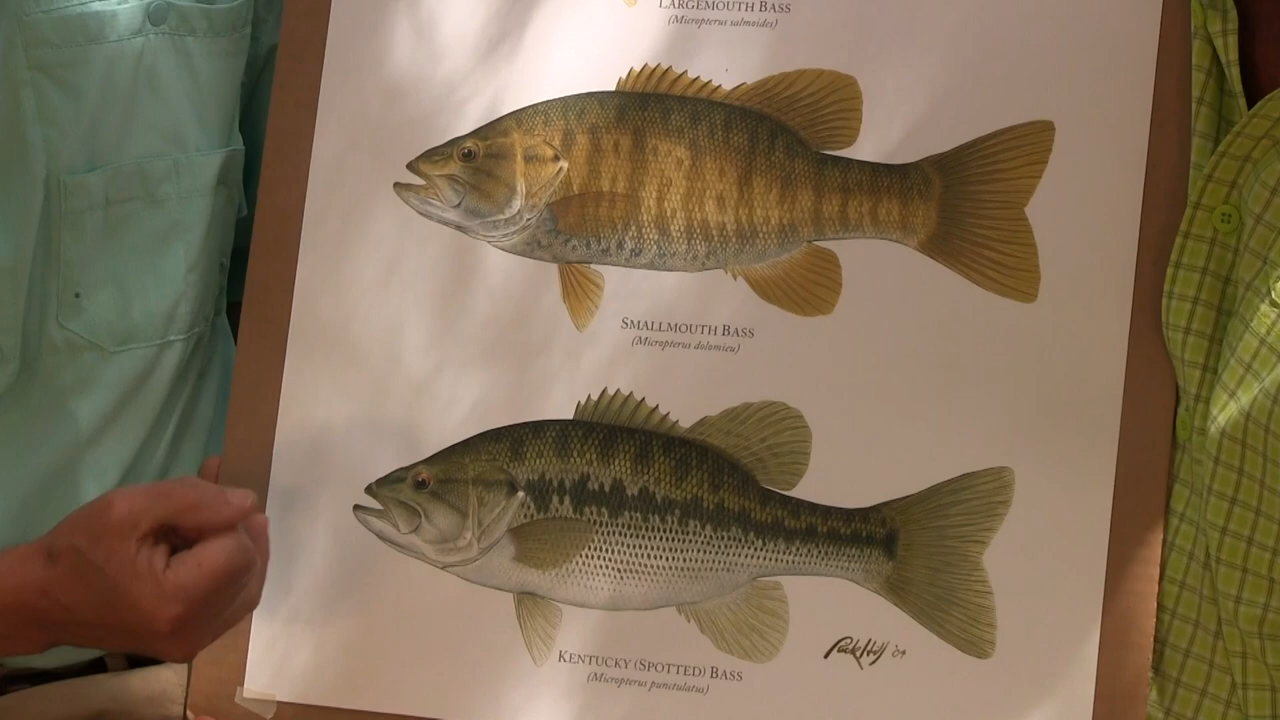 LARGEMOUTH BASS
(Micropterus salmoides)
SMALLMOUTH BASS
(Micropterus dolomieu)
KENTUCKY (SPOTTED) BASS
(Micropterus punctulatus)